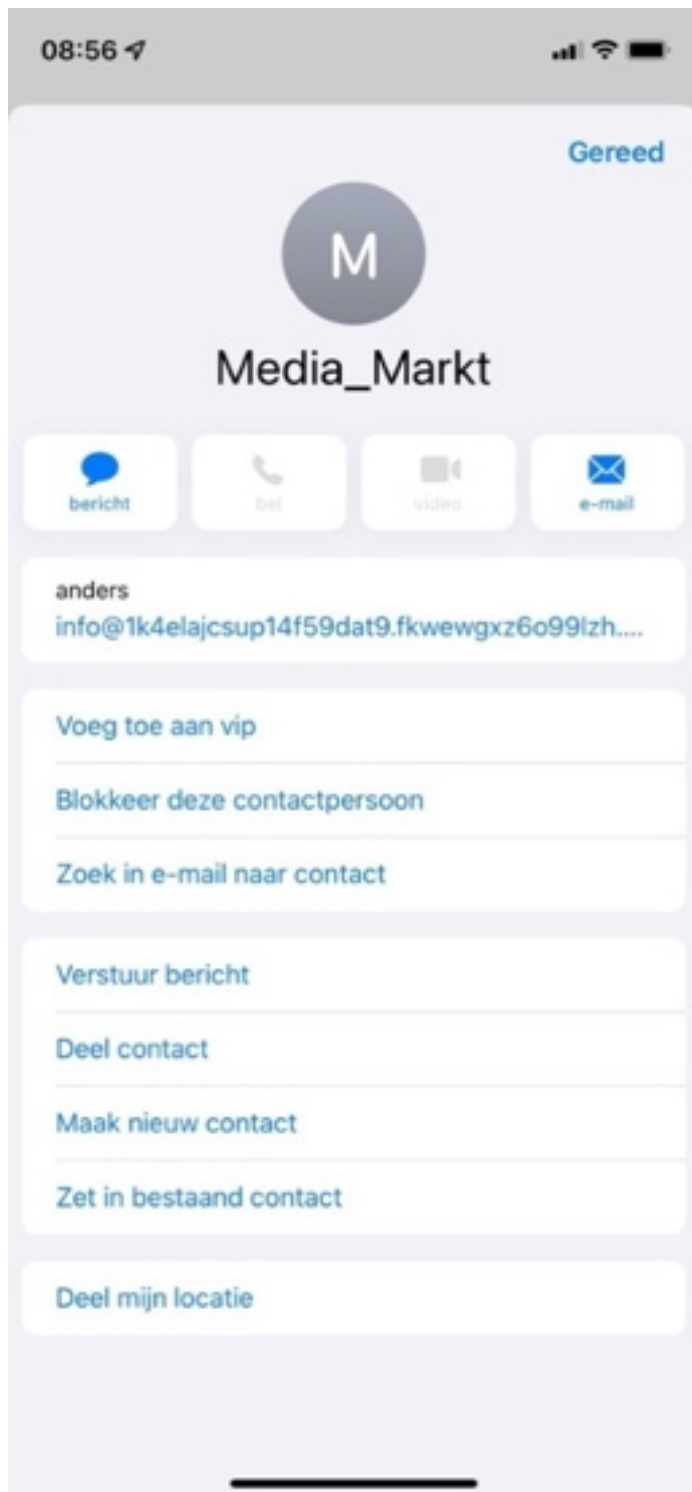 08:56
Gereed
M
Media_Markt
bericht
bel
video
e-mail
anders
info@1k4elajcsup14f59dat9.fkwewgxz6o99lzh....
Voeg toe aan vip
Blokkeer deze contactpersoon
Zoek in e-mail naar contact
Verstuur bericht
Deel contact
Maak nieuw contact
Zet in bestaand contact
Deel mijn locatie